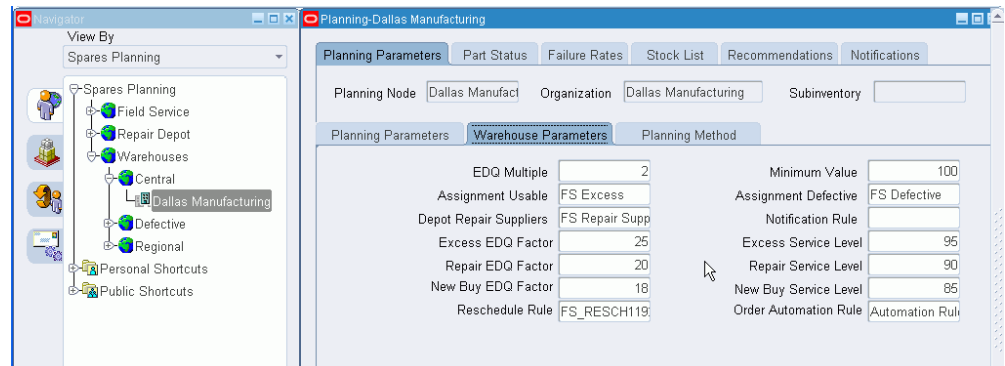 Navigator
Planning-Dallas Manufacturing
View By
Spares Planning
Spares Planning
Field Service
Repair Depot
Warehouses
Central
Dallas Manufacturing
Defective
Regional
Personal Shortcuts
Public Shortcuts
Planning Parameters Part Status Failure Rates Stock List Recommendations Notifications
Planning Node Dallas Manufact Organization Dallas Manufacturing Subinventory
Planning Parameters Warehouse Parameters Planning Method
EDQ Multiple 2 Minimum Value 100
Assignment Usable FS Excess Assignment Defective FS Defective
Depot Repair Suppliers FS Repair Supp Notification Rule
Excess EDQ Factor 25 Excess Service Level 95
Repair EDQ Factor 20 Repair Service Level 90
New Buy EDQ Factor 18 New Buy Service Level 85
Reschedule Rule FS_RESCH119 Order Automation Rule Automation Rul